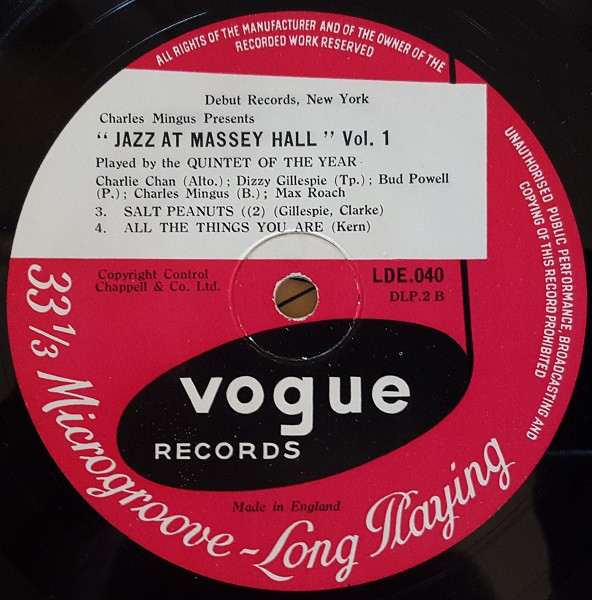 ALL RIGHTS OF THE MANUFACTURER AND OF THE OWNER OF THE
RECORDED WORK RESERVED
Debut Records, New York
Charles Mingus Presents
“ JAZZ AT MASSEY HALL ” Vol. 1
Played by the QUINTET OF THE YEAR
Charlie Chan (Alto.) ; Dizzy Gillespie (Tp.) ; Bud Powell
(P.) ; Charles Mingus (B.) ; Max Roach
3. SALT PEANUTS ((2) (Gillespie, Clarke)
4. ALL THE THINGS YOU ARE (Kern)
UNAUTHORISED PUBLIC PERFORMANCE, BROADCASTING AND
COPYING OF THIS RECORD PROHIBITED
Copyright Control
Chappell & Co. Ltd.
LDE.040
DLP.2 B
vogue
RECORDS
Made in England
33 1/3 Microgroove - Long Playing